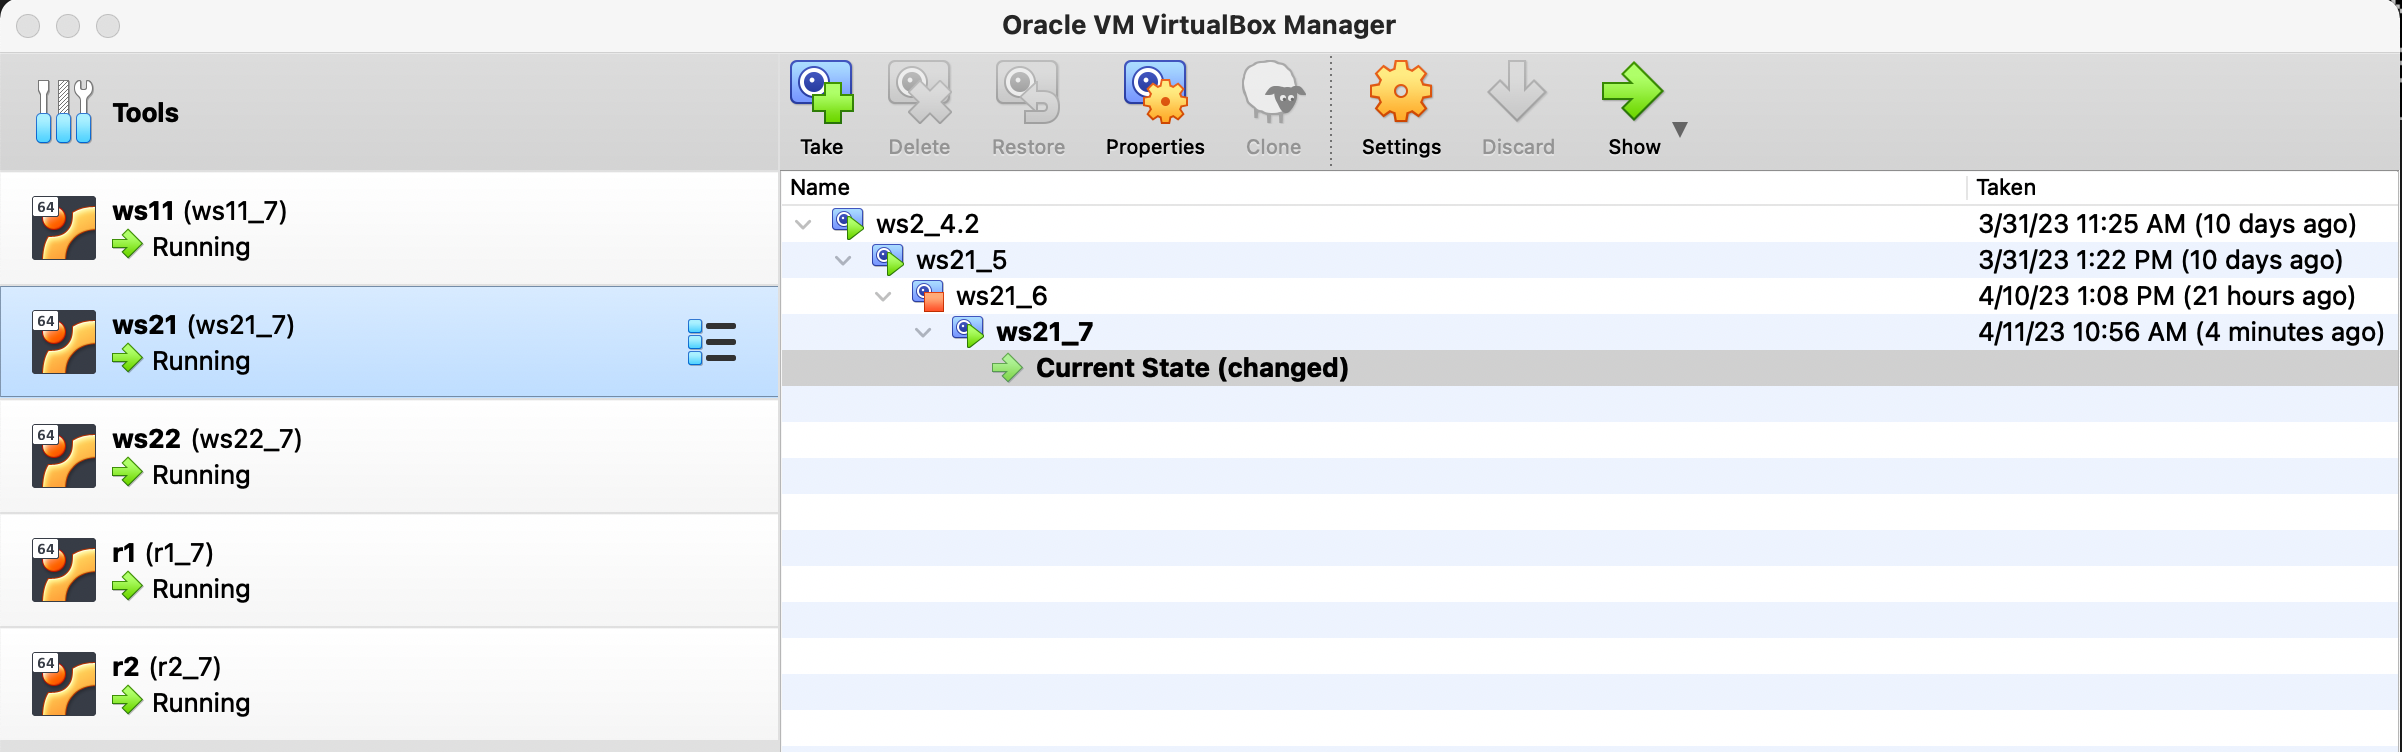 Oracle VM VirtualBox Manager
Tools
Take
Delete
Restore
Properties
Clone
Settings
Discard
Show
64
ws11 (ws11_7)
Running
64
ws21 (ws21_7)
Running
64
ws22 (ws22_7)
Running
64
r1 (r1_7)
Running
64
r2 (r2_7)
Running
Name Taken
ws2_4.2 3/31/23 11:25 AM (10 days ago)
ws21_5 3/31/23 1:22 PM (10 days ago)
ws21_6 4/10/23 1:08 PM (21 hours ago)
ws21_7 4/11/23 10:56 AM (4 minutes ago)
Current State (changed)